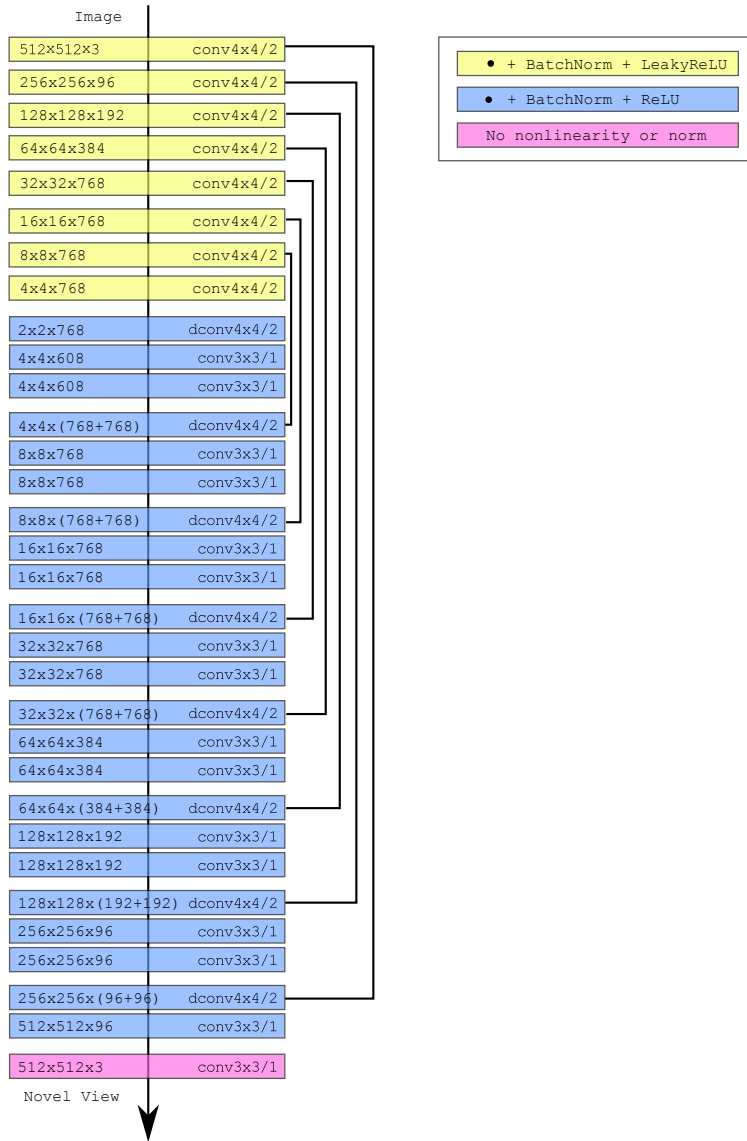 Image
512x512x3 conv4x4/2
256x256x96 conv4x4/2
128x128x192 conv4x4/2
64x64x384 conv4x4/2
32x32x768 conv4x4/2
16x16x768 conv4x4/2
8x8x768 conv4x4/2
4x4x768 conv4x4/2
2x2x768 dconv4x4/2
4x4x608 conv3x3/1
4x4x608 conv3x3/1
4x4x(768+768) dconv4x4/2
8x8x768 conv3x3/1
8x8x768 conv3x3/1
8x8x(768+768) dconv4x4/2
16x16x768 conv3x3/1
16x16x768 conv3x3/1
16x16x(768+768) dconv4x4/2
32x32x768 conv3x3/1
32x32x768 conv3x3/1
32x32x(768+768) dconv4x4/2
64x64x384 conv3x3/1
64x64x384 conv3x3/1
64x64x(384+384) dconv4x4/2
128x128x192 conv3x3/1
128x128x192 conv3x3/1
128x128x(192+192) dconv4x4/2
256x256x96 conv3x3/1
256x256x96 conv3x3/1
256x256x(96+96) dconv4x4/2
512x512x96 conv3x3/1
512x512x3 conv3x3/1
Novel View
• + BatchNorm + LeakyReLU
• + BatchNorm + ReLU
No nonlinearity or norm